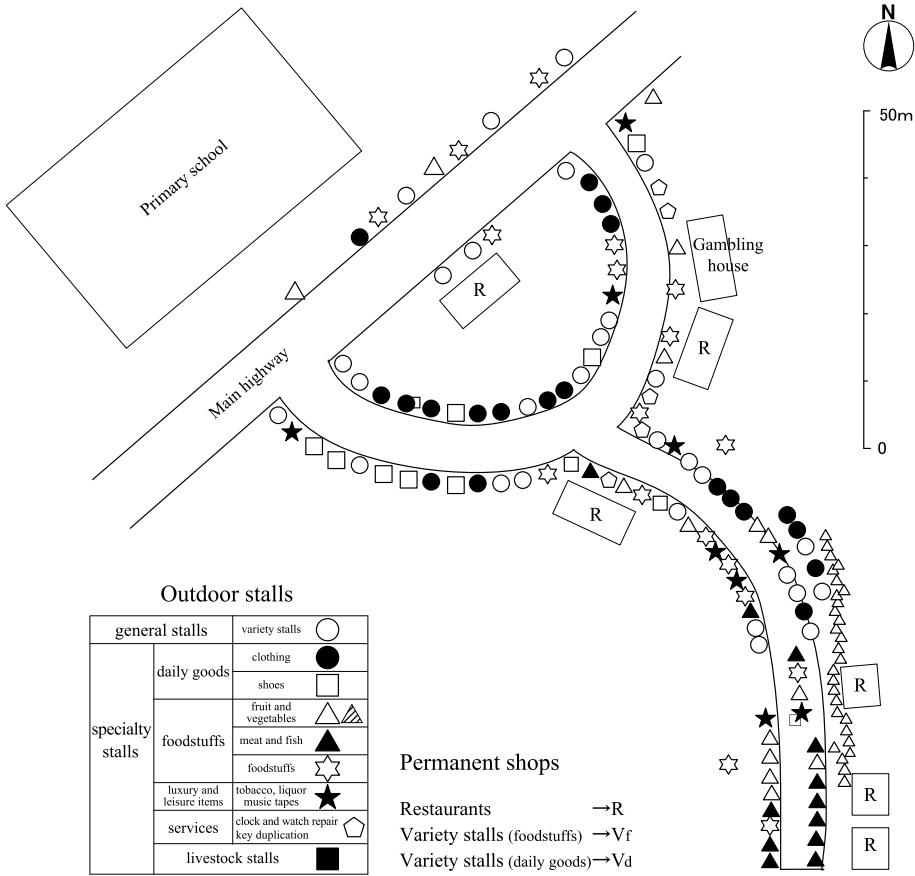 N
50m
0
Primary school
Main highway
Gambling
house
R
R
R
R
R
R
Outdoor stalls
general stalls
variety stalls
specialty
stalls
daily goods
clothing
shoes
foodstuffs
fruit and
vegetables
meat and fish
foodstuffs
luxury and
leisure items
tobacco, liquor
music tapes
services
clock and watch repair
key duplication
livestock stalls
Permanent shops
Restaurants →R
Variety stalls (foodstuffs) →Vf
Variety stalls (daily goods)→Vd